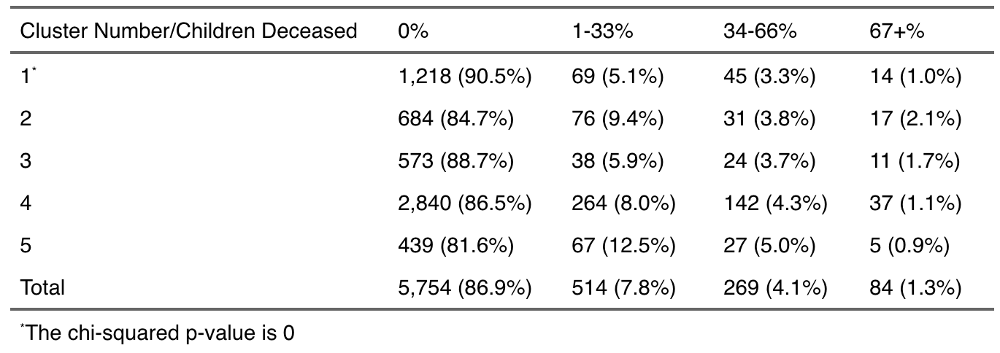 Cluster Number/Children Deceased 0% 1-33% 34-66% 67+%
1* 1,218 (90.5%) 69 (5.1%) 45 (3.3%) 14 (1.0%)
2 684 (84.7%) 76 (9.4%) 31 (3.8%) 17 (2.1%)
3 573 (88.7%) 38 (5.9%) 24 (3.7%) 11 (1.7%)
4 2,840 (86.5%) 264 (8.0%) 142 (4.3%) 37 (1.1%)
5 439 (81.6%) 67 (12.5%) 27 (5.0%) 5 (0.9%)
Total 5,754 (86.9%) 514 (7.8%) 269 (4.1%) 84 (1.3%)
*The chi-squared p-value is 0